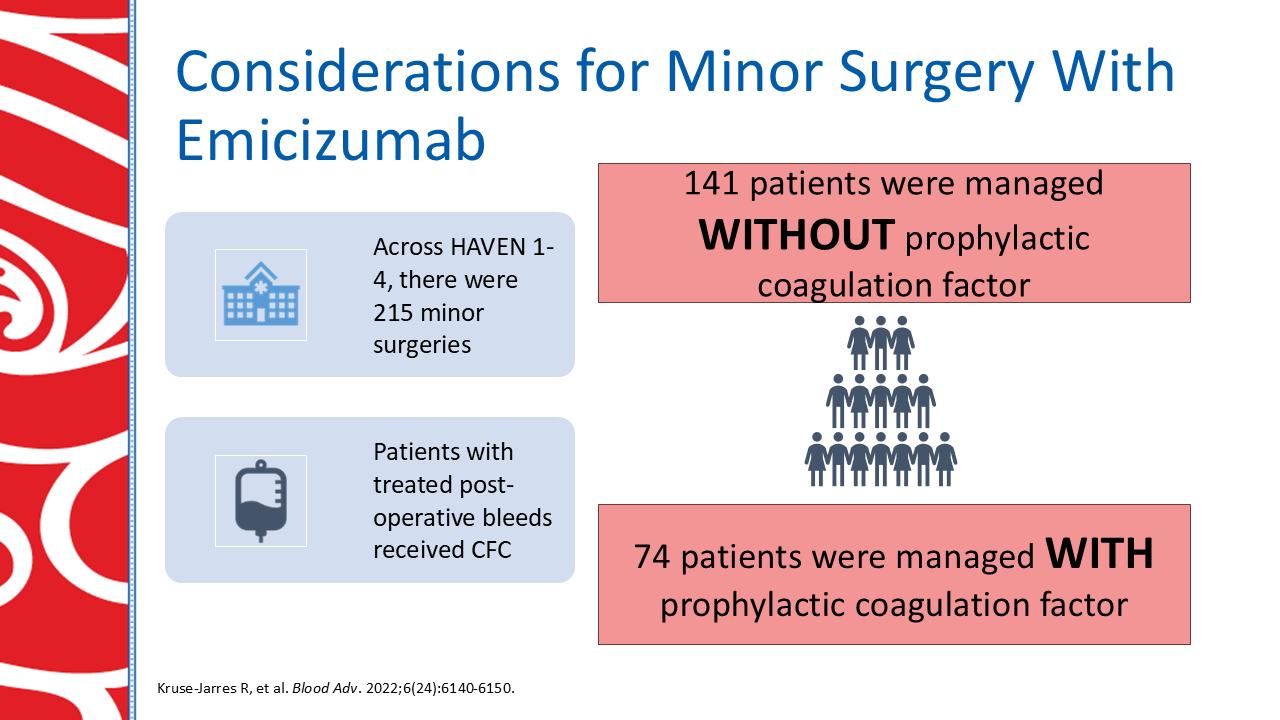 Considerations for Minor Surgery With
Emicizumab
Across HAVEN 1-
4, there were
215 minor
surgeries
Patients with
treated post-
operative bleeds
received CFC
141 patients were managed
WITHOUT prophylactic
coagulation factor
74 patients were managed WITH
prophylactic coagulation factor
Kruse-Jarres R, et al. Blood Adv. 2022;6(24):6140-6150.